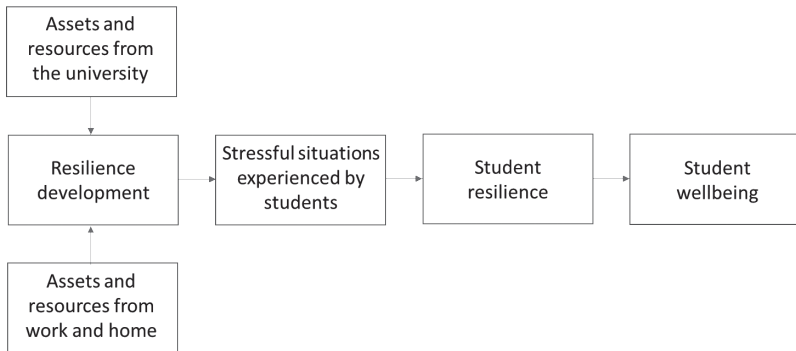 Assets and
resources from
the university
Resilience
development
Stressful situations
experienced by
students
Student
resilience
Student
wellbeing
Assets and
resources from
work and home